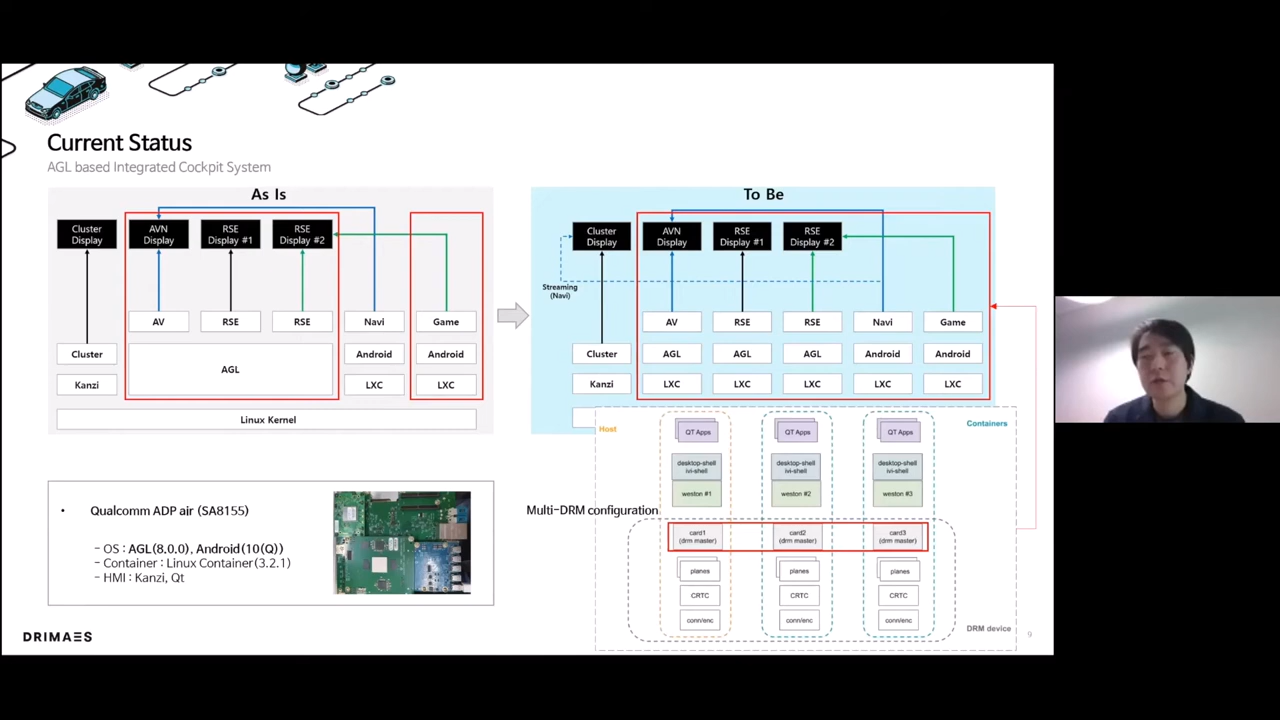 Current Status
AGL based Integrated Cockpit System
As Is
Cluster Display
AVN Display
RSE Display #1
RSE Display #2
AV
RSE
RSE
Navi
Game
Cluster
AGL
Android
Android
Kanzi
LXC
LXC
Linux Kernel
To Be
Cluster Display
AVN Display
RSE Display #1
RSE Display #2
Streaming
(Navi)
AV
RSE
RSE
Navi
Game
Cluster
AGL
AGL
AGL
Android
Android
Kanzi
LXC
LXC
LXC
LXC
LXC
Host
Containers
QT Apps
QT Apps
QT Apps
desktop-shell
ivi-shell
desktop-shell
ivi-shell
desktop-shell
ivi-shell
weston #1
weston #2
weston #3
Multi-DRM configuration
card1
(drm master)
card2
(drm master)
card3
(drm master)
planes
planes
planes
CRTC
CRTC
CRTC
conn/enc
conn/enc
conn/enc
DRM device
• Qualcomm ADP air (SA8155)
– OS : AGL(8.0.0), Android(10(Q))
– Container : Linux Container(3.2.1)
– HMI : Kanzi, Qt
DRIMAES
9